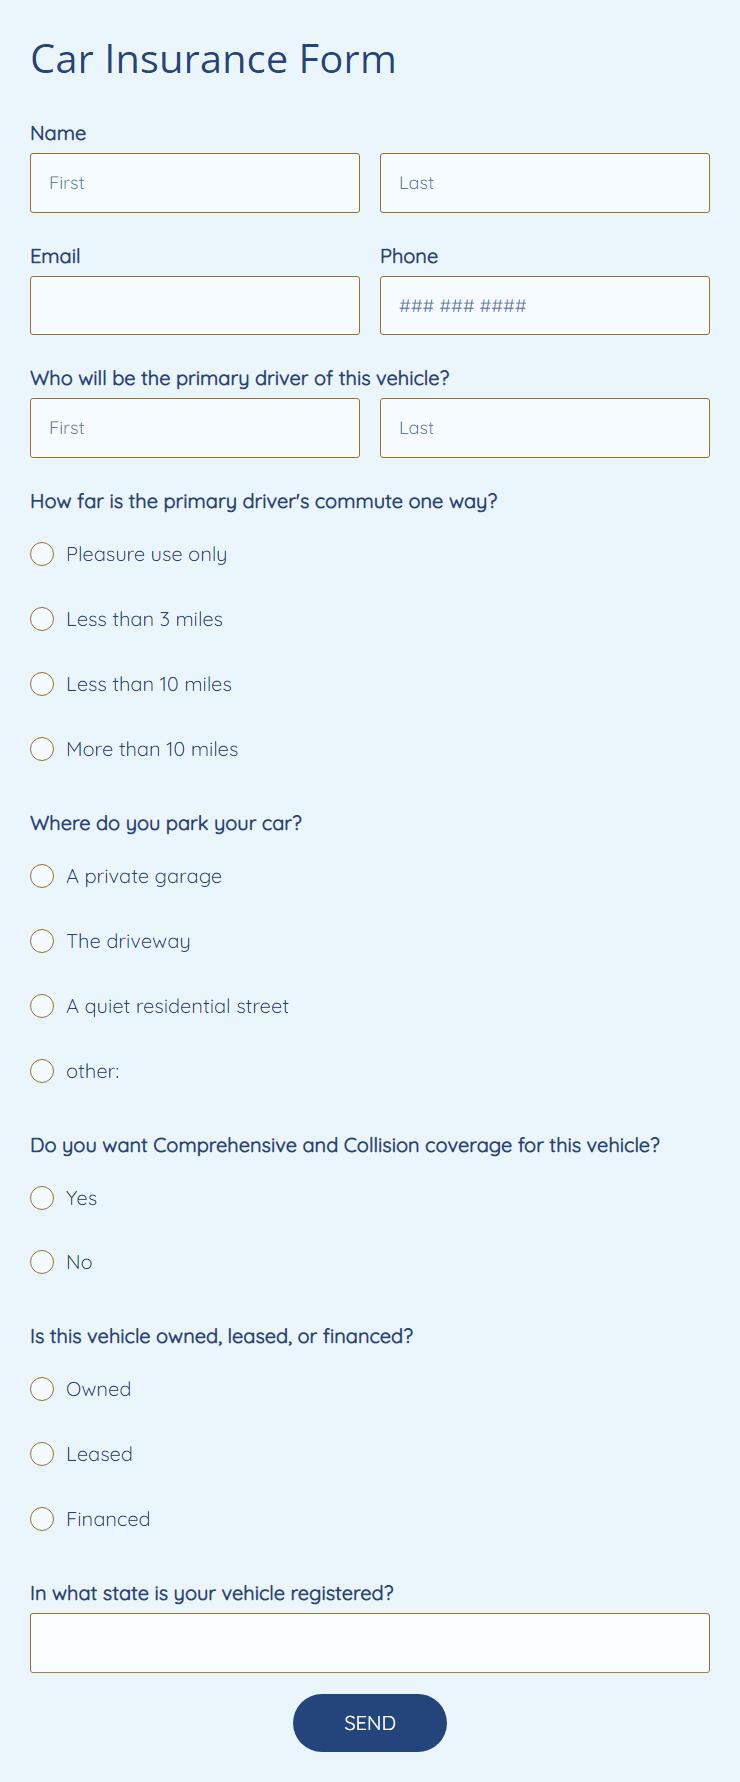 Car Insurance Form
Name
First Last
Email Phone
### ### ####
Who will be the primary driver of this vehicle?
First Last
How far is the primary driver's commute one way?
Pleasure use only
Less than 3 miles
Less than 10 miles
More than 10 miles
Where do you park your car?
A private garage
The driveway
A quiet residential street
other:
Do you want Comprehensive and Collision coverage for this vehicle?
Yes
No
Is this vehicle owned, leased, or financed?
Owned
Leased
Financed
In what state is your vehicle registered?
SEND